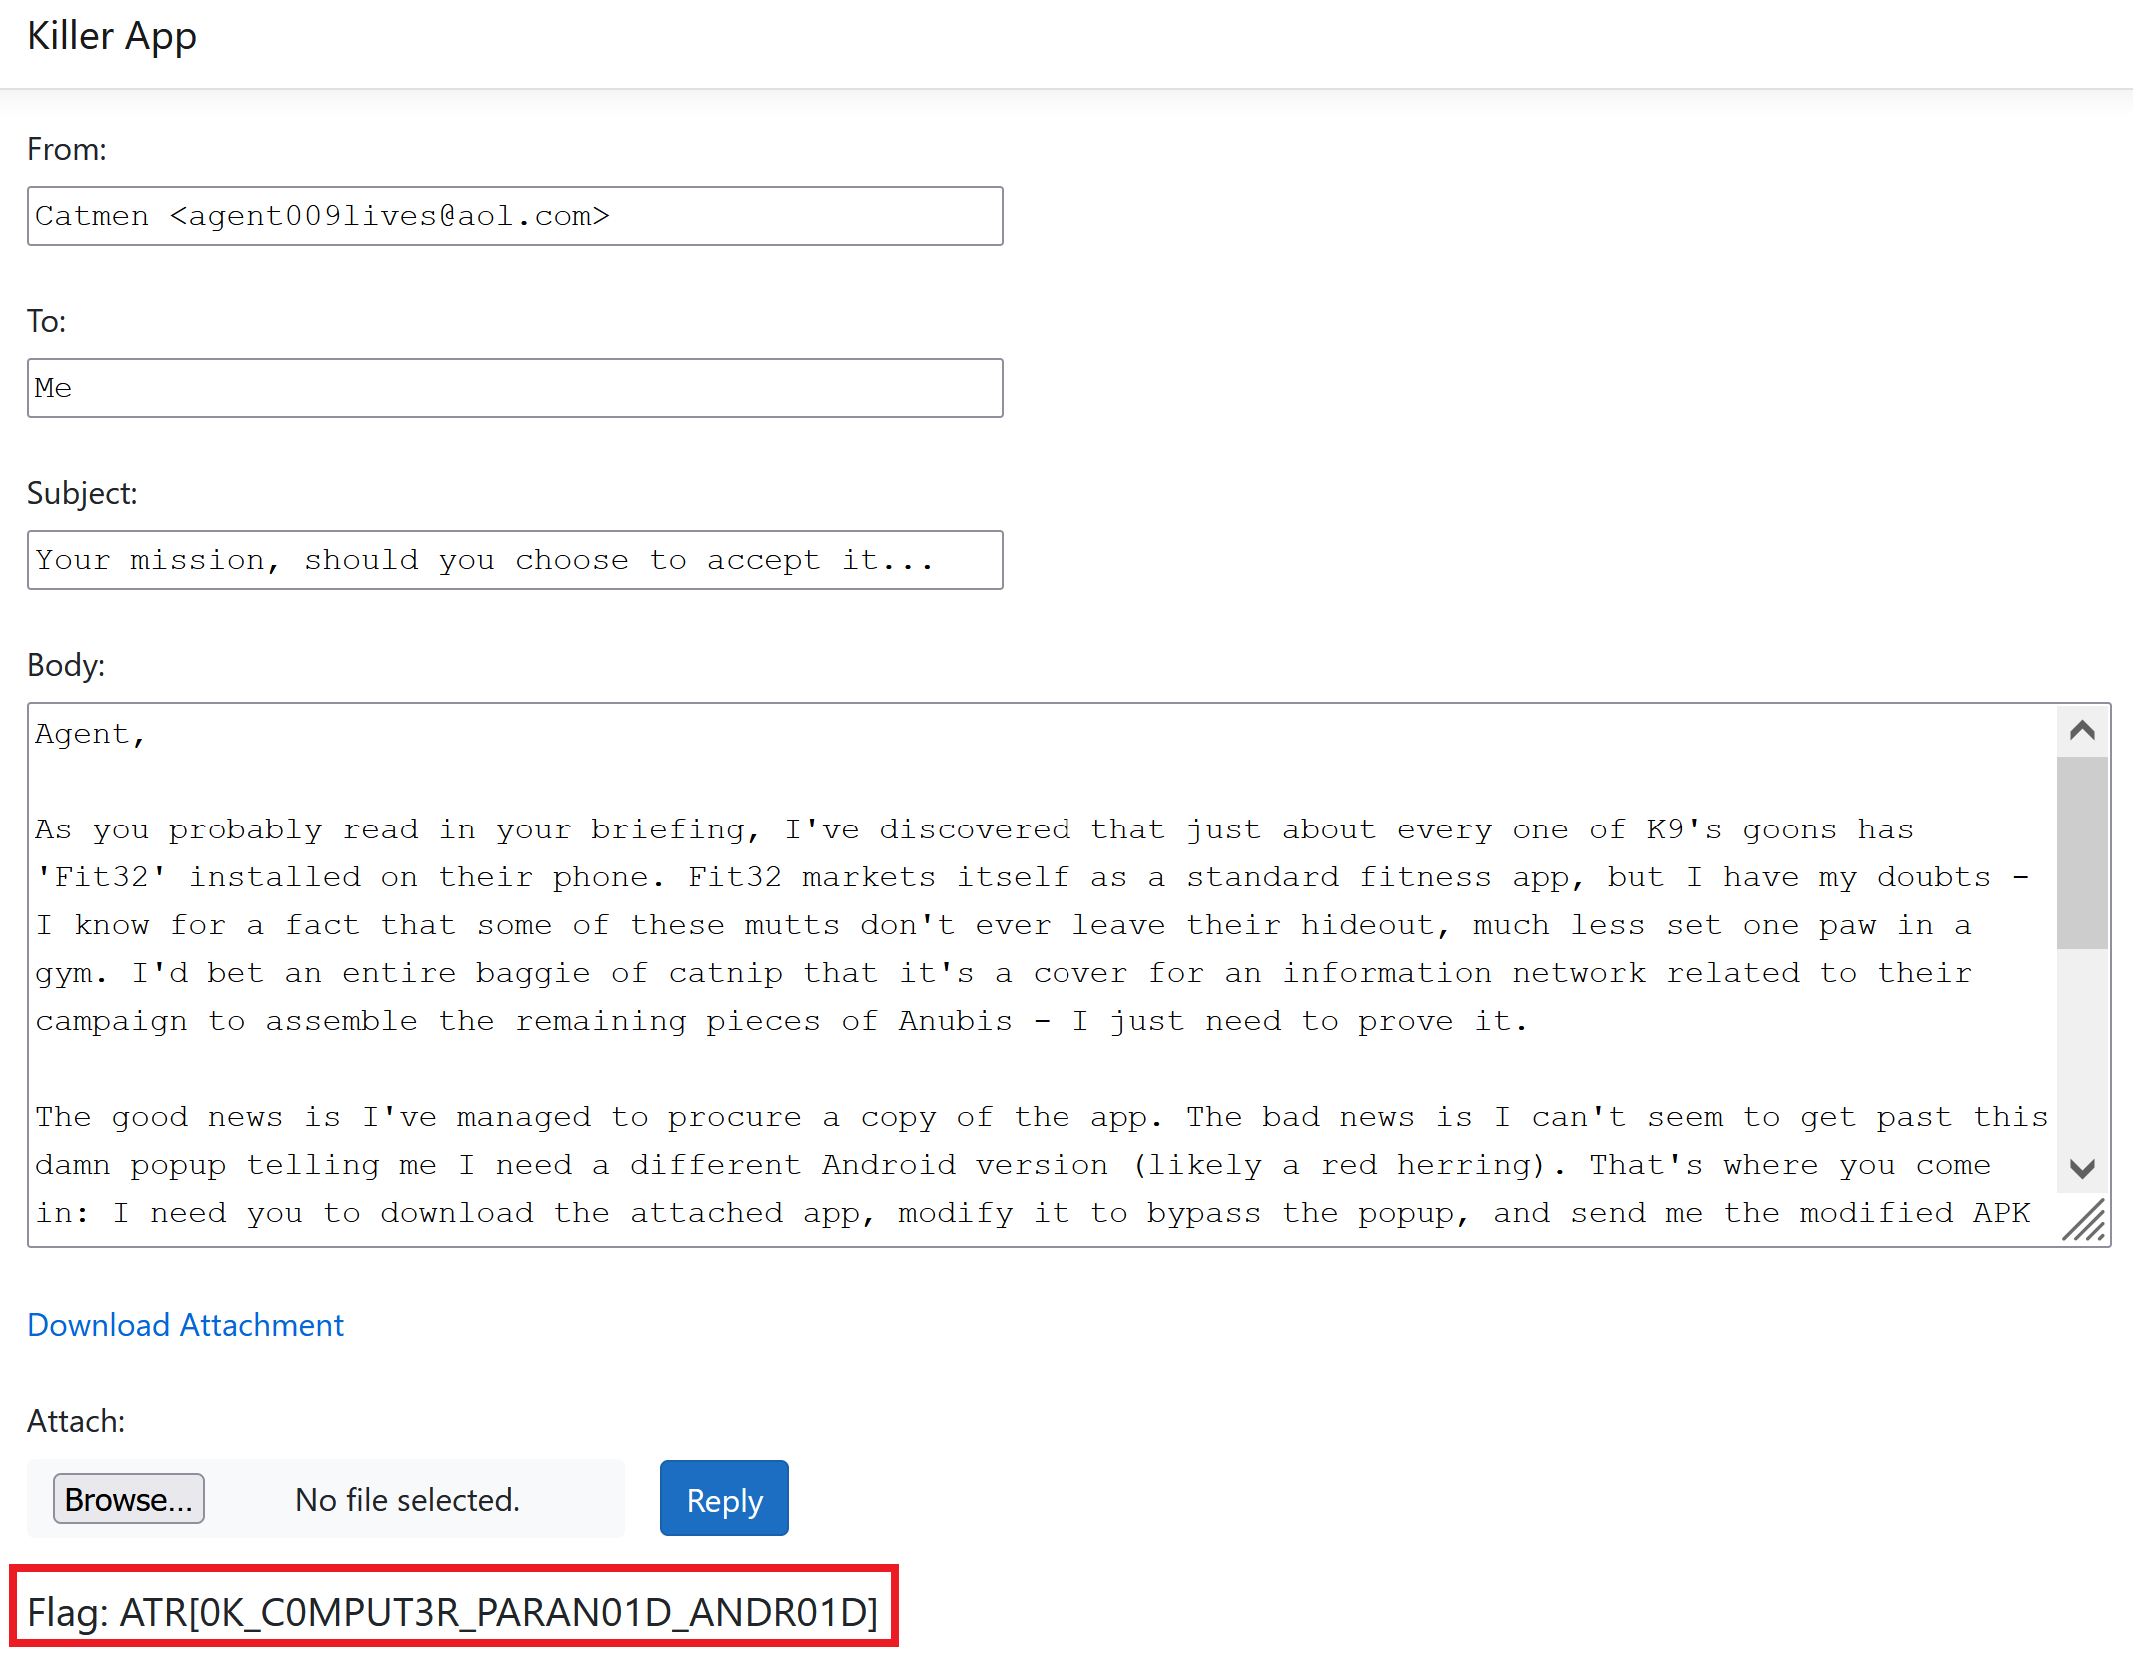 Killer App
From:
Catmen <agent009lives@aol.com>
To:
Me
Subject:
Your mission, should you choose to accept it...
Body:
Agent,
As you probably read in your briefing, I've discovered that just about every one of K9's goons has
'Fit32' installed on their phone. Fit32 markets itself as a standard fitness app, but I have my doubts -
I know for a fact that some of these mutts don't ever leave their hideout, much less set one paw in a
gym. I'd bet an entire baggie of catnip that it's a cover for an information network related to their
campaign to assemble the remaining pieces of Anubis - I just need to prove it.
The good news is I've managed to procure a copy of the app. The bad news is I can't seem to get past this
damn popup telling me I need a different Android version (likely a red herring). That's where you come
in: I need you to download the attached app, modify it to bypass the popup, and send me the modified APK
Download Attachment
Attach:
Browse... No file selected. Reply
Flag: ATR[0K_C0MPUT3R_PARAN01D_ANDR01D]